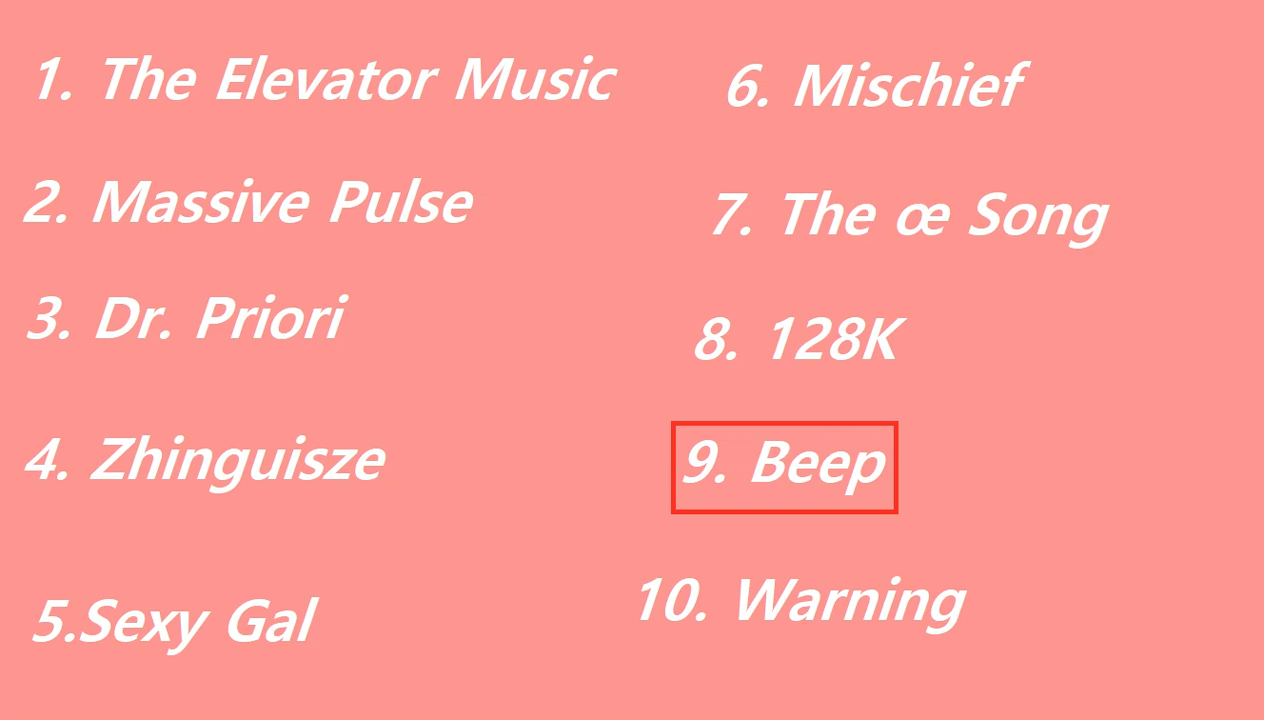 1. The Elevator Music
2. Massive Pulse
3. Dr. Priori
4. Zhinguisze
5.Sexy Gal
6. Mischief
7. The œ Song
8. 128K
9. Beep
10. Warning